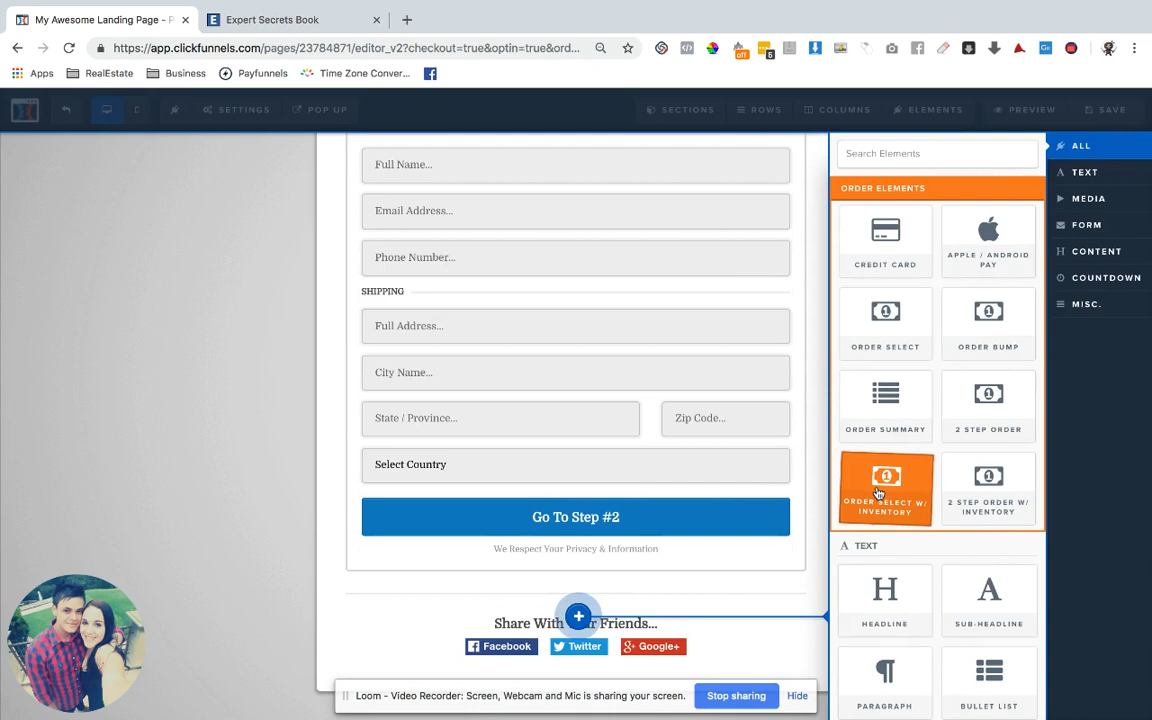 My Awesome Landing Page - P
Expert Secrets Book
https://app.clickfunnels.com/pages/23784871/editor_v2?checkout=true&optin=true&ord...
off
6
Apps
RealEstate
Business
Payfunnels
Time Zone Conver...
SETTINGS
POP UP
SECTIONS
ROWS
COLUMNS
ELEMENTS
PREVIEW
SAVE
Full Name...
Email Address...
Phone Number...
SHIPPING
Full Address...
City Name...
State / Province...
Zip Code...
Select Country
Go To Step #2
We Respect Your Privacy & Information
Share With Friends...
Facebook
Twitter
Google+
Search Elements
ORDER ELEMENTS
CREDIT CARD
APPLE / ANDROID
PAY
ORDER SELECT
ORDER BUMP
ORDER SUMMARY
2 STEP ORDER
ORDER SELECT W/
INVENTORY
2 STEP ORDER W/
INVENTORY
TEXT
HEADLINE
SUB-HEADLINE
PARAGRAPH
BULLET LIST
ALL
TEXT
MEDIA
FORM
CONTENT
COUNTDOWN
MISC.
Loom - Video Recorder: Screen, Webcam and Mic is sharing your screen.
Stop sharing
Hide